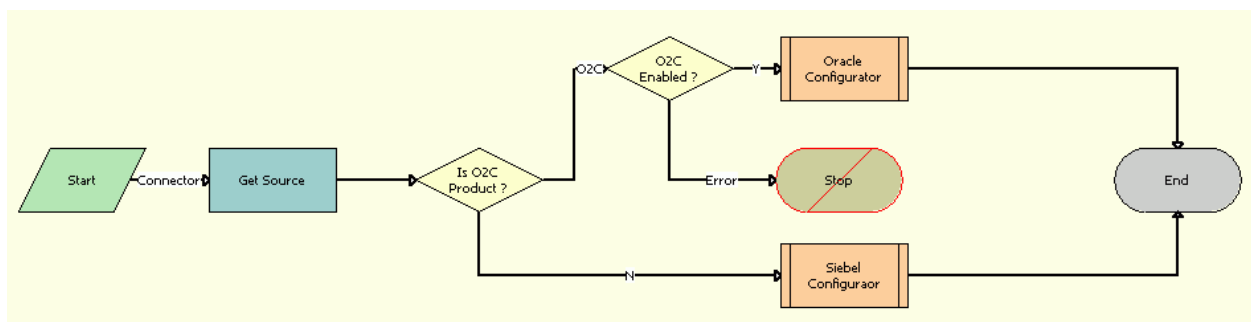 Start
Connector
Get Source
Is O2C
Product ?
O2C
O2C
Enabled ?
Y
Oracle
Configurator
Error
Stop
N
Siebel
Configuraor
End